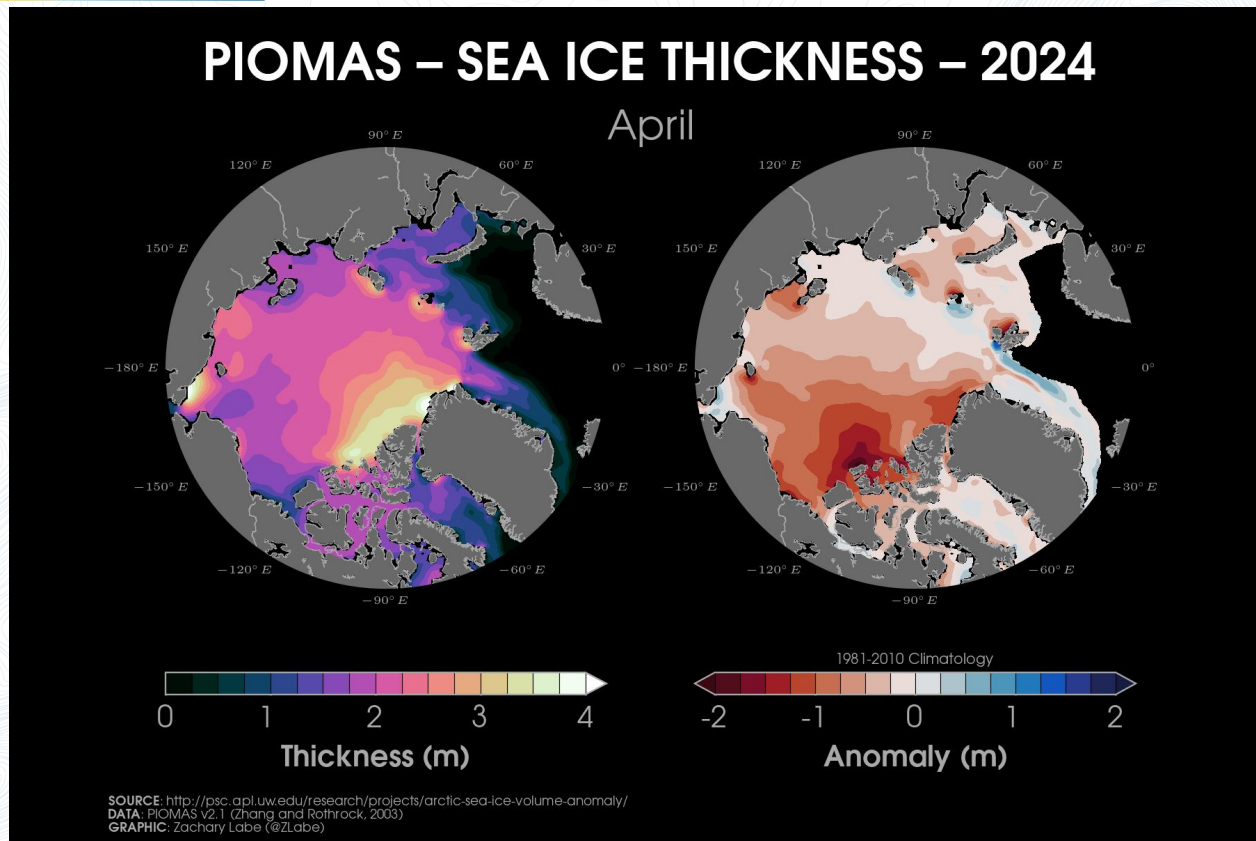 PIOMAS – SEA ICE THICKNESS – 2024
April
90° E
120° E
60° E
150° E
30° E
−180° E
0°
−150° E
−30° E
−120° E
−60° E
−90° E
90° E
120° E
60° E
150° E
30° E
−180° E
0°
−150° E
−30° E
−120° E
−60° E
−90° E
0 1 2 3 4
Thickness (m)
1981-2010 Climatology
-2 -1 0 1 2
Anomaly (m)
SOURCE: http://psc.apl.uw.edu/research/projects/arctic-sea-ice-volume-anomaly/
DATA: PIOMAS v2.1 (Zhang and Rothrock, 2003)
GRAPHIC: Zachary Labe (@ZLabe)